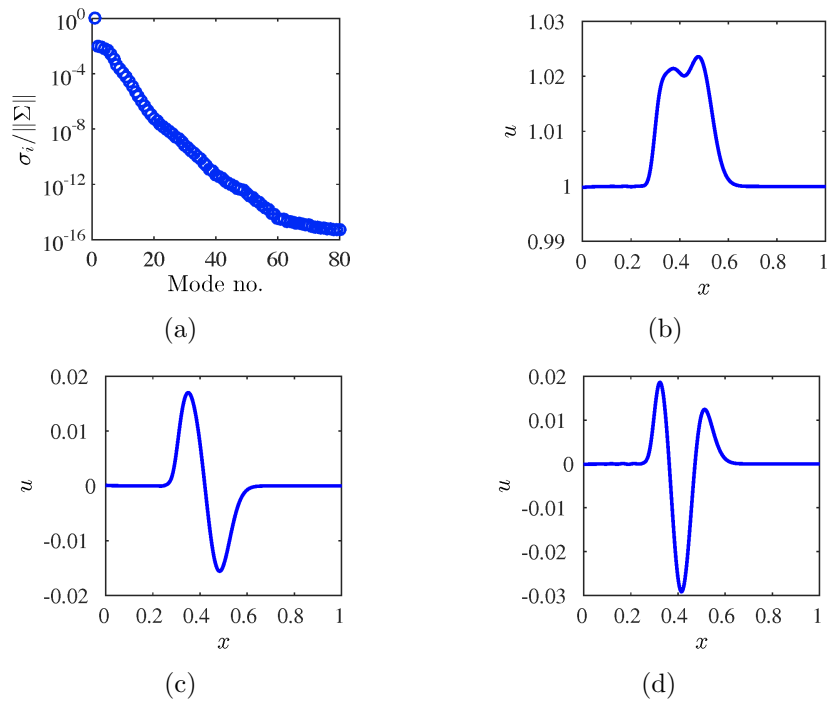 10^0
10^-4
10^-8
10^-12
10^-16
σ_i/||Σ||
0 20 40 60 80
Mode no.
(a)
1.03
1.02
1.01
1
0.99
u
0 0.2 0.4 0.6 0.8 1
x
(b)
0.02
0.01
0
-0.01
-0.02
u
0 0.2 0.4 0.6 0.8 1
x
(c)
0.02
0.01
0
-0.01
-0.02
-0.03
u
0 0.2 0.4 0.6 0.8 1
x
(d)